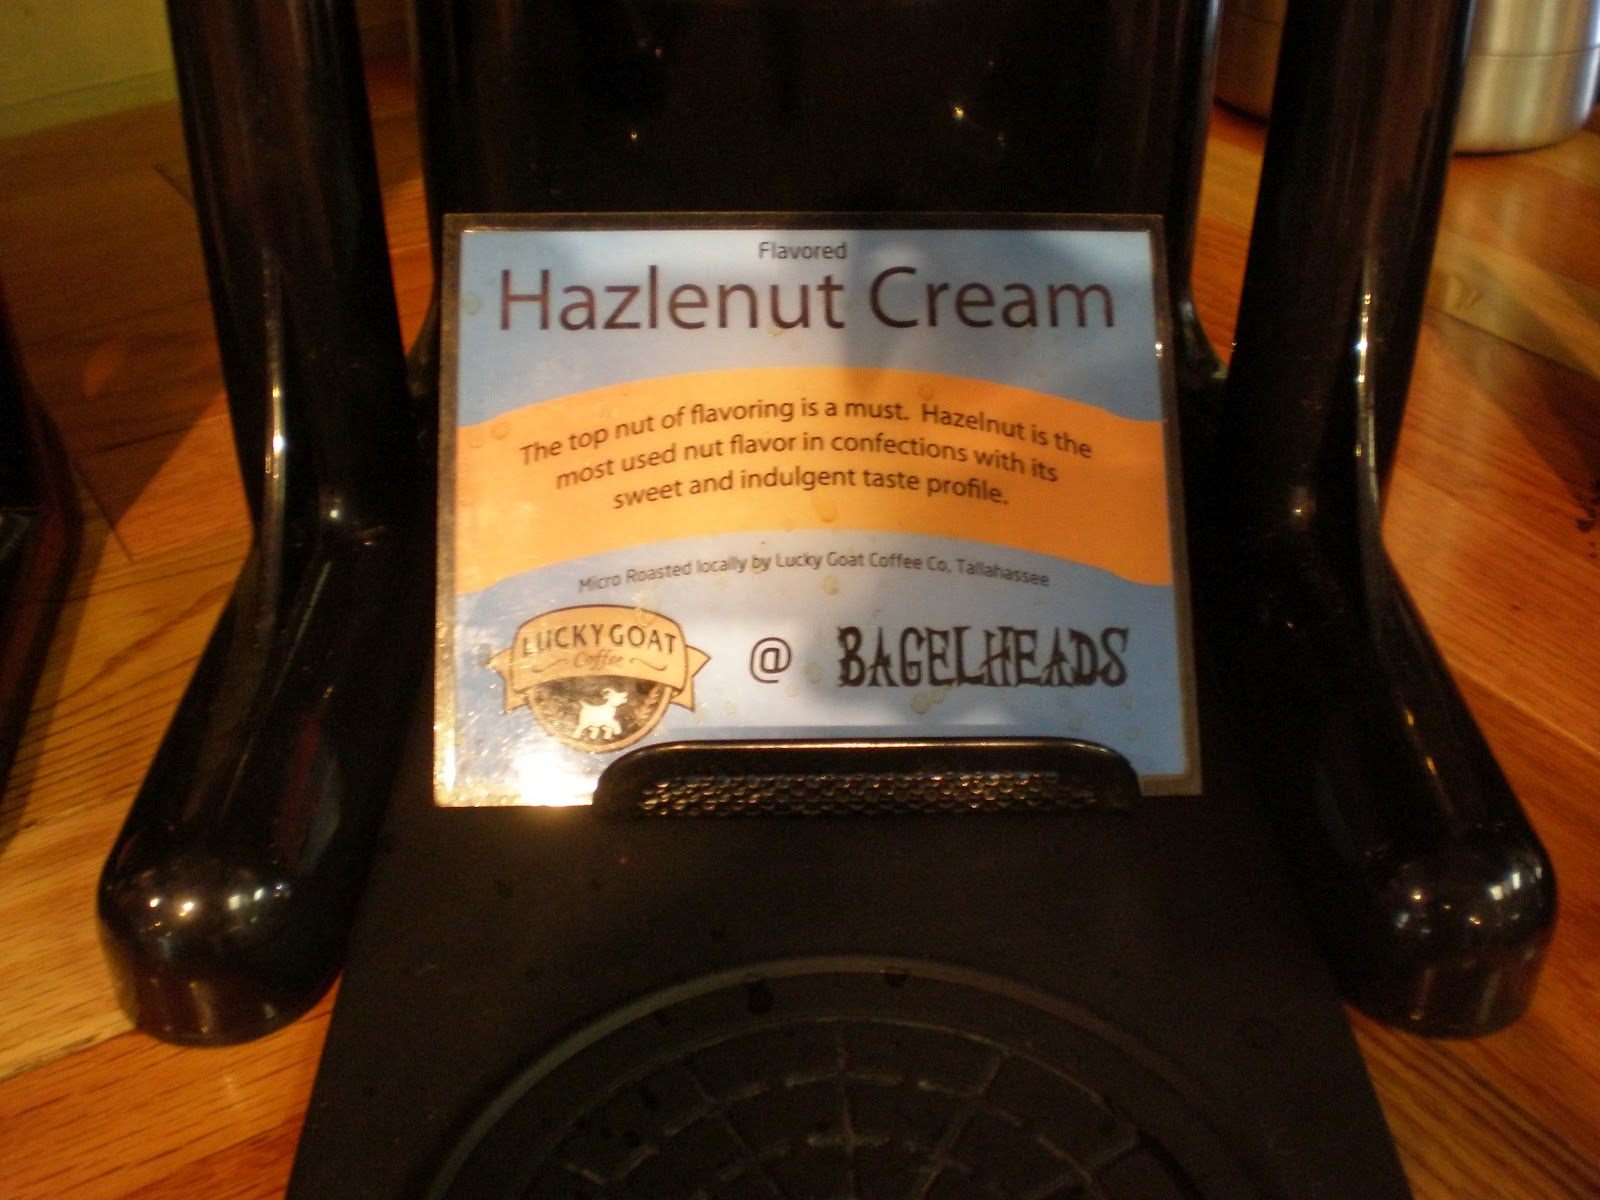 Flavored
Hazlenut Cream
The top nut of flavoring is a must. Hazelnut is the
most used nut flavor in confections with its
sweet and indulgent taste profile.
Micro Roasted locally by Lucky Goat Coffee Co, Tallahassee
LUCKY GOAT
Coffee
@ BAGELHEADS